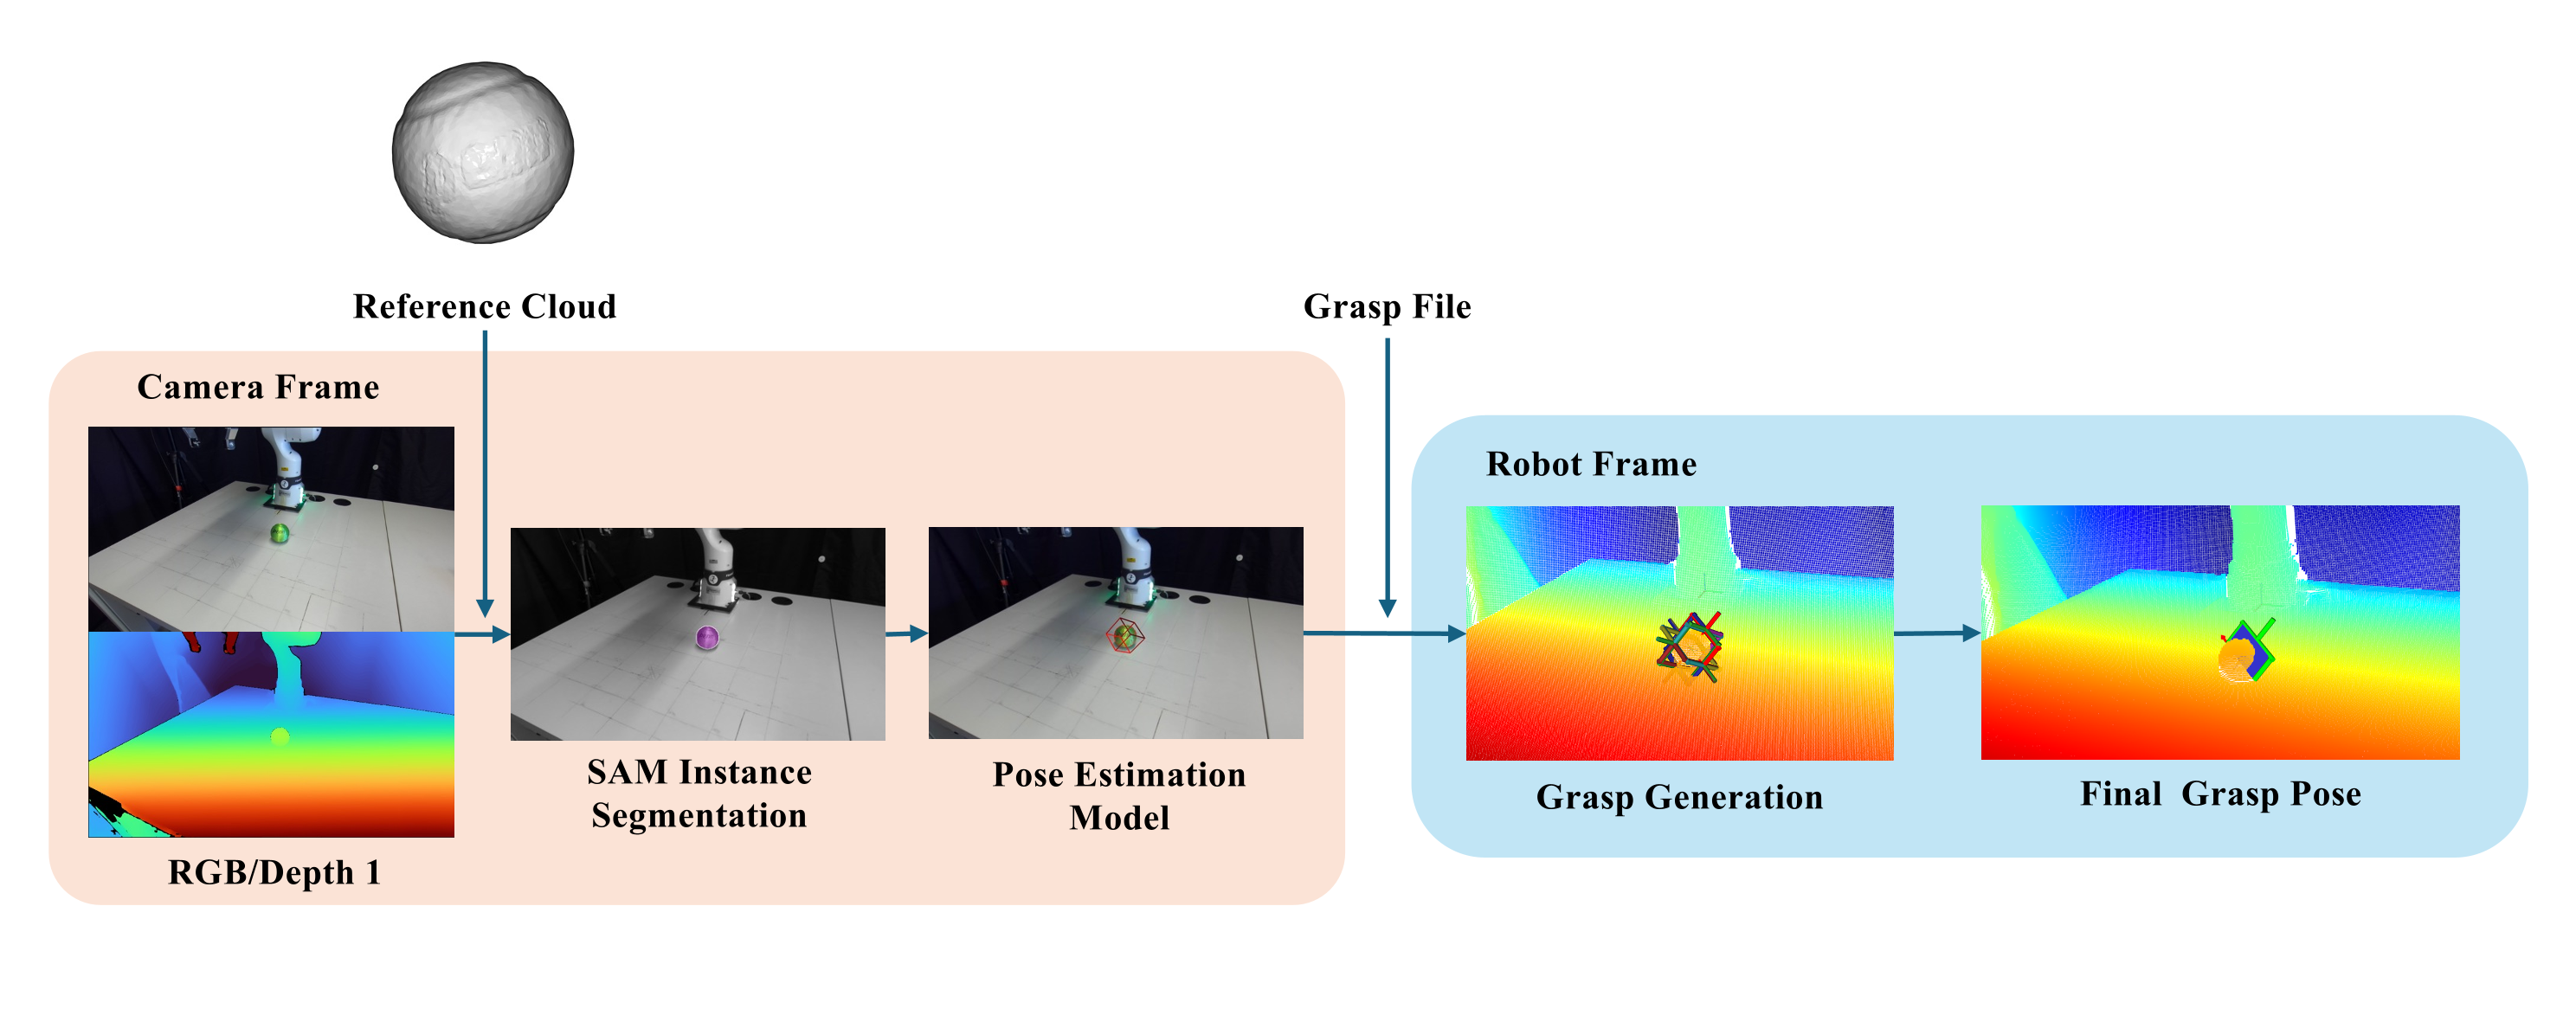 Reference Cloud
Grasp File
Camera Frame
Robot Frame
SAM Instance
Segmentation
Pose Estimation
Model
Grasp Generation
Final  Grasp Pose
RGB/Depth 1